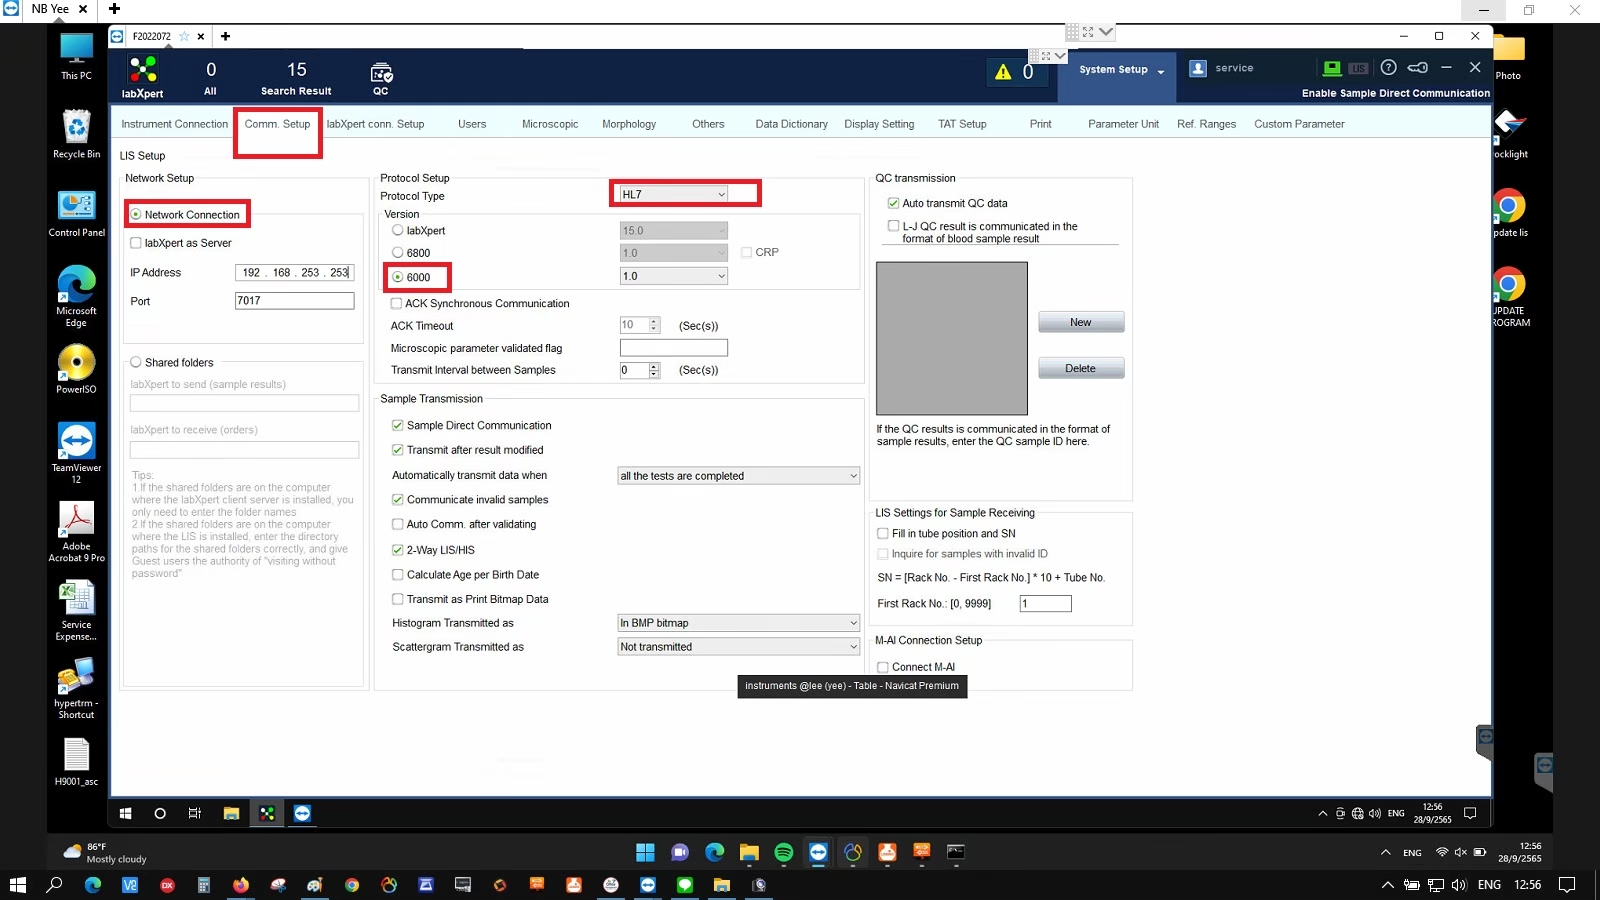 NB Yee
This PC
Recycle Bin
Control Panel
Microsoft
Edge
PowerISO
TeamViewer
12
Adobe
Acrobat 9 Pro
Service
Expense...
hypertrm -
Shortcut
H9001_asc
Photo
ocklight
pdate lis
PDATE
ROGRAM
F2022072
labXpert
0
All
15
Search Result
QC
0
System Setup
service
LIS
Enable Sample Direct Communication
Instrument Connection
Comm. Setup
labXpert conn. Setup
Users
Microscopic
Morphology
Others
Data Dictionary
Display Setting
TAT Setup
Print
Parameter Unit
Ref. Ranges
Custom Parameter
LIS Setup
Network Setup
Network Connection
labXpert as Server
IP Address 192 . 168 . 253 . 253
Port 7017
Shared folders
labXpert to send (sample results)
labXpert to receive (orders)
Tips:
1.If the shared folders are on the computer
where the labXpert client server is installed, you
only need to enter the folder names
2.If the shared folders are on the computer
where the LIS is installed, enter the directory
paths for the shared folders correctly, and give
Guest users the authority of "visiting without
password"
Protocol Setup
Protocol Type HL7
Version
labXpert 15.0
6800 1.0 CRP
6000 1.0
ACK Synchronous Communication
ACK Timeout 10 (Sec(s))
Microscopic parameter validated flag
Transmit Interval between Samples 0 (Sec(s))
Sample Transmission
Sample Direct Communication
Transmit after result modified
Automatically transmit data when all the tests are completed
Communicate invalid samples
Auto Comm. after validating
2-Way LIS/HIS
Calculate Age per Birth Date
Transmit as Print Bitmap Data
Histogram Transmitted as In BMP bitmap
Scattergram Transmitted as Not transmitted
QC transmission
Auto transmit QC data
L-J QC result is communicated in the
format of blood sample result
New
Delete
If the QC results is communicated in the format of
sample results, enter the QC sample ID here.
LIS Settings for Sample Receiving
Fill in tube position and SN
Inquire for samples with invalid ID
SN = [Rack No. - First Rack No.] * 10 + Tube No.
First Rack No.: [0, 9999] 1
M-AI Connection Setup
Connect M-AI
instruments @lee (yee) - Table - Navicat Premium
ENG
12:56
28/9/2565
86°F
Mostly cloudy
ENG
12:56
28/9/2565
V2
DX
ENG
12:56